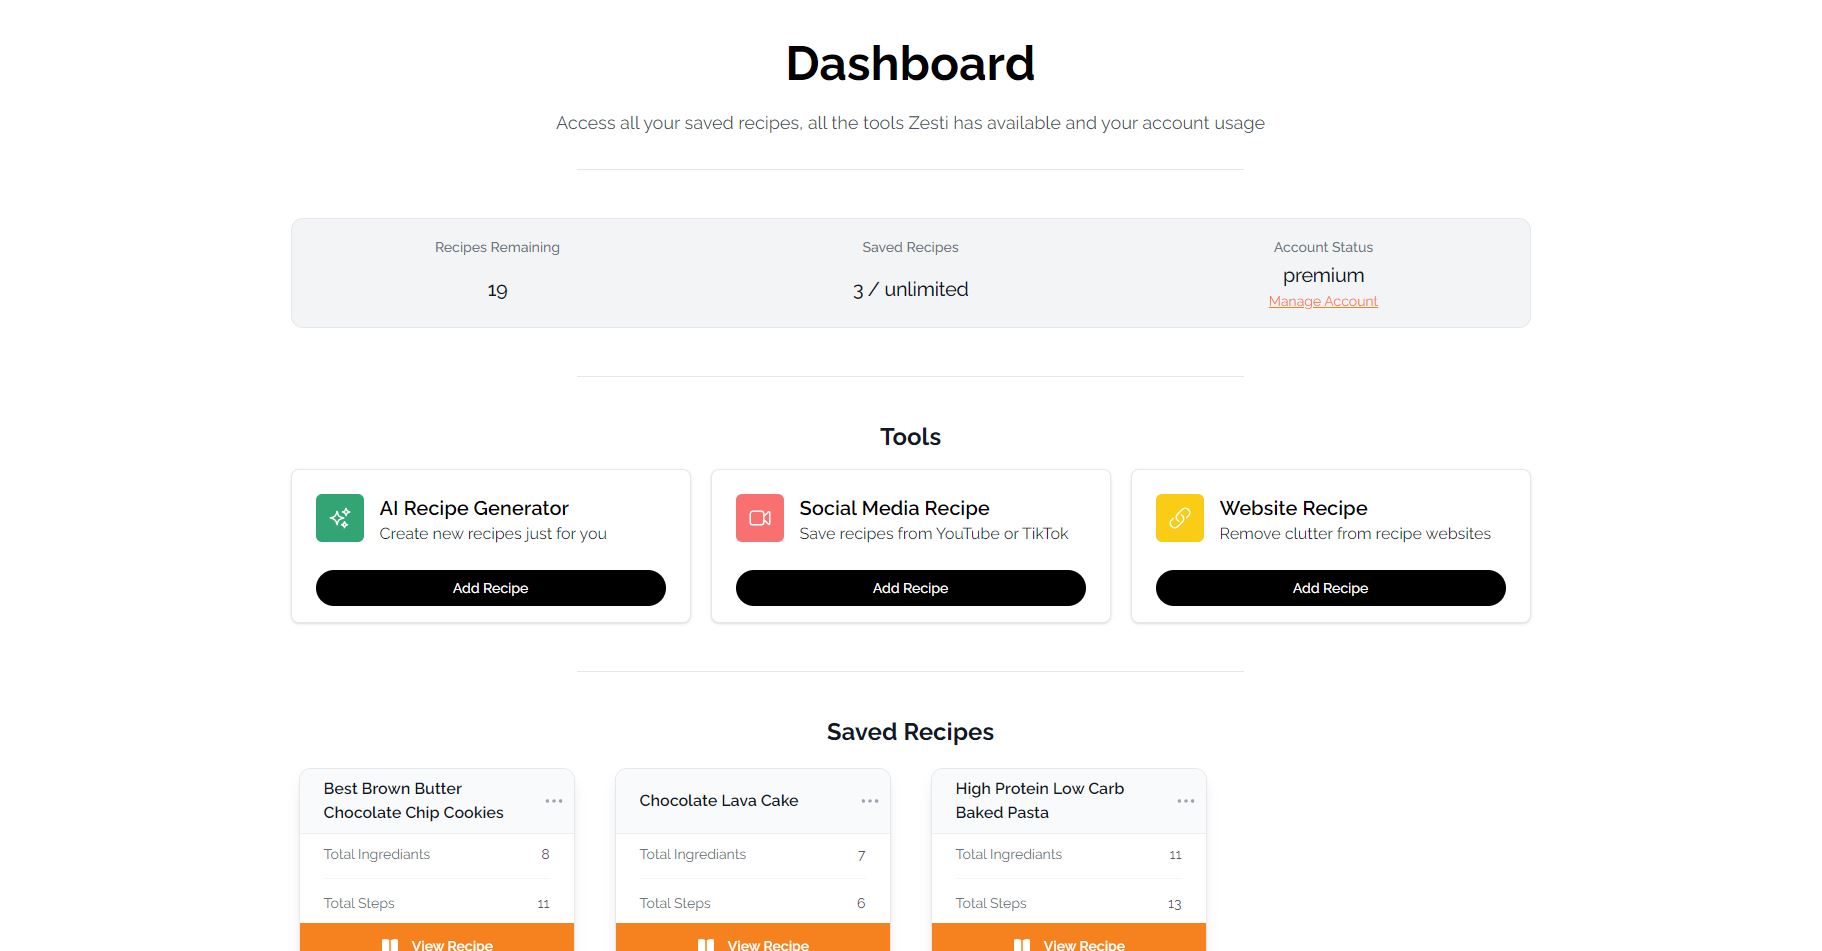 Dashboard
Access all your saved recipes, all the tools Zesti has available and your account usage
Recipes Remaining
19
Saved Recipes
3 / unlimited
Account Status
premium
Manage Account
Tools
AI Recipe Generator
Create new recipes just for you
Add Recipe
Social Media Recipe
Save recipes from YouTube or TikTok
Add Recipe
Website Recipe
Remove clutter from recipe websites
Add Recipe
Saved Recipes
Best Brown Butter
Chocolate Chip Cookies
Total Ingrediants 8
Total Steps 11
View Recipe
Chocolate Lava Cake
Total Ingrediants 7
Total Steps 6
View Recipe
High Protein Low Carb
Baked Pasta
Total Ingrediants 11
Total Steps 13
View Recipe